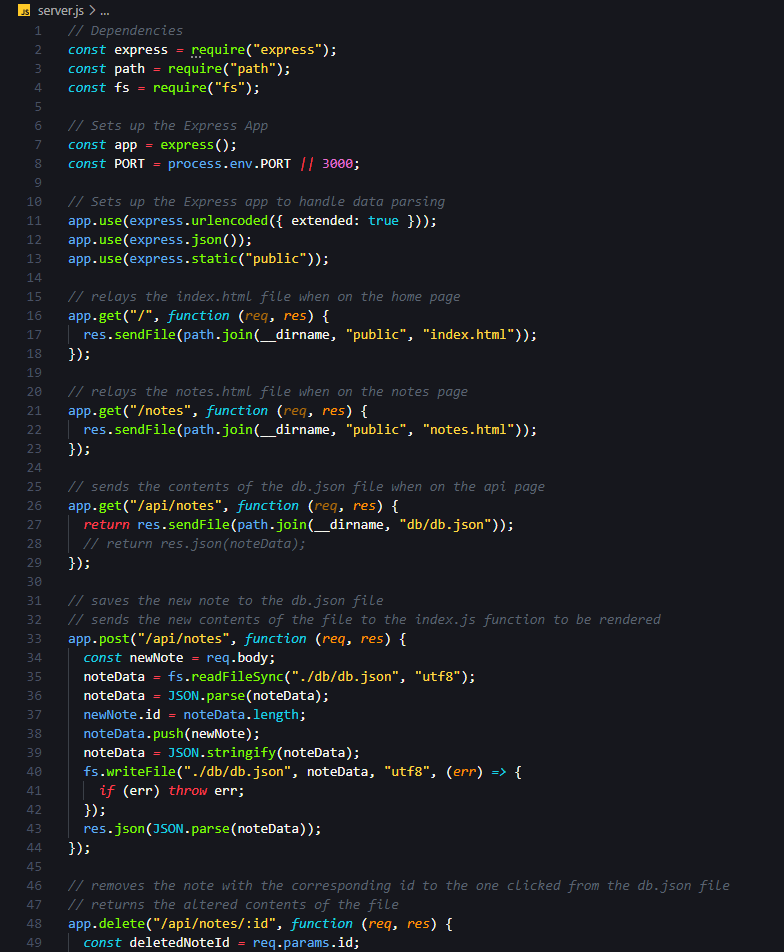 JS server.js > ...
1 // Dependencies
2 const express = require("express");
3 const path = require("path");
4 const fs = require("fs");
5
6 // Sets up the Express App
7 const app = express();
8 const PORT = process.env.PORT || 3000;
9
10 // Sets up the Express app to handle data parsing
11 app.use(express.urlencoded({ extended: true }));
12 app.use(express.json());
13 app.use(express.static("public"));
14
15 // relays the index.html file when on the home page
16 app.get("/", function (req, res) {
17   res.sendFile(path.join(__dirname, "public", "index.html"));
18 });
19
20 // relays the notes.html file when on the notes page
21 app.get("/notes", function (req, res) {
22   res.sendFile(path.join(__dirname, "public", "notes.html"));
23 });
24
25 // sends the contents of the db.json file when on the api page
26 app.get("/api/notes", function (req, res) {
27   return res.sendFile(path.join(__dirname, "db/db.json"));
28   // return res.json(noteData);
29 });
30
31 // saves the new note to the db.json file
32 // sends the new contents of the file to the index.js function to be rendered
33 app.post("/api/notes", function (req, res) {
34   const newNote = req.body;
35   noteData = fs.readFileSync("./db/db.json", "utf8");
36   noteData = JSON.parse(noteData);
37   newNote.id = noteData.length;
38   noteData.push(newNote);
39   noteData = JSON.stringify(noteData);
40   fs.writeFile("./db/db.json", noteData, "utf8", (err) => {
41     if (err) throw err;
42   });
43   res.json(JSON.parse(noteData));
44 });
45
46 // removes the note with the corresponding id to the one clicked from the db.json file
47 // returns the altered contents of the file
48 app.delete("/api/notes/:id", function (req, res) {
49   const deletedNoteId = req.params.id;